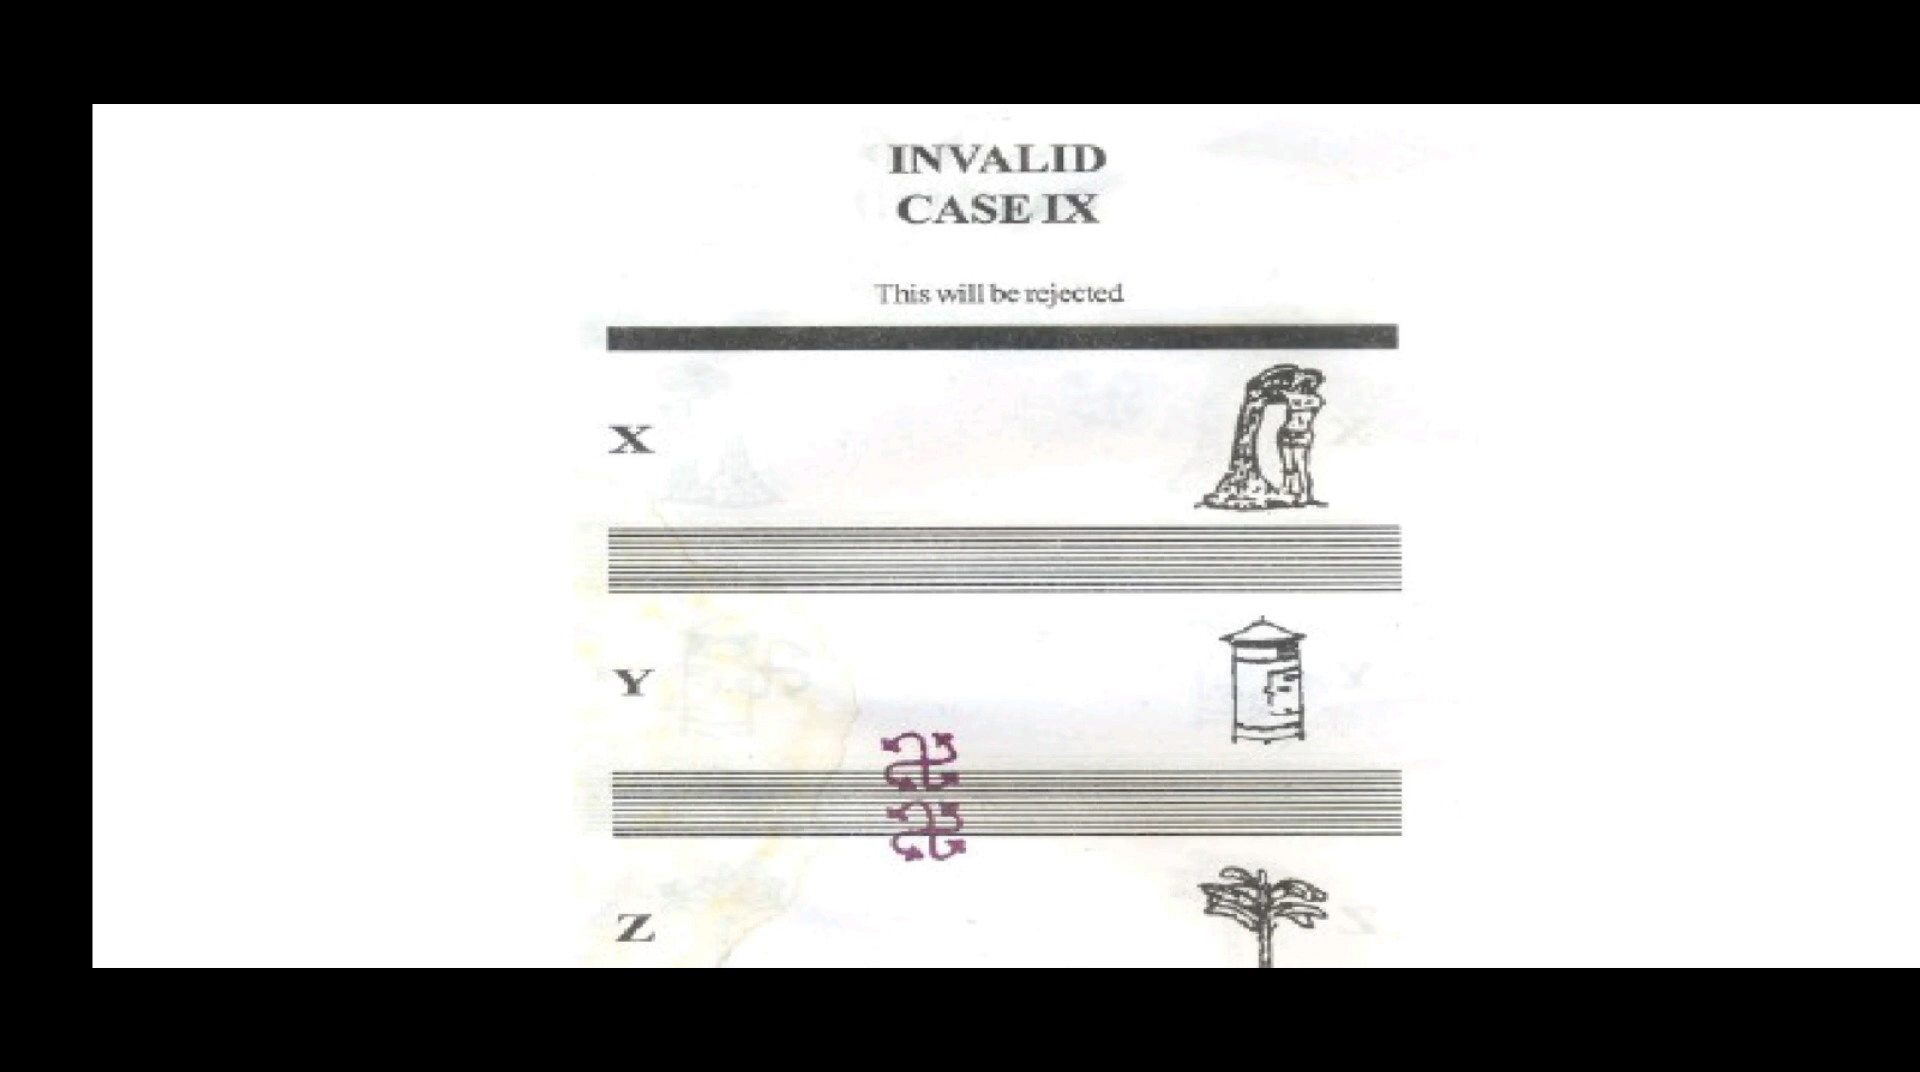 INVALID
CASE IX
This will be rejected
X
Y
Z